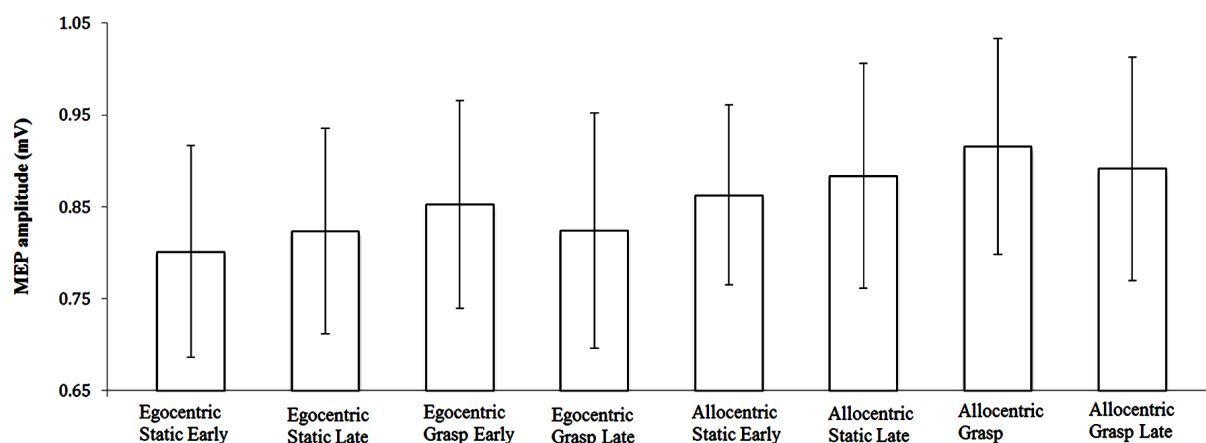 1.05
0.95
0.85
0.75
0.65
MEP amplitude (mV)
Egocentric
Static Early
Egocentric
Static Late
Egocentric
Grasp Early
Egocentric
Grasp Late
Allocentric
Static Early
Allocentric
Static Late
Allocentric
Grasp
Allocentric
Grasp Late